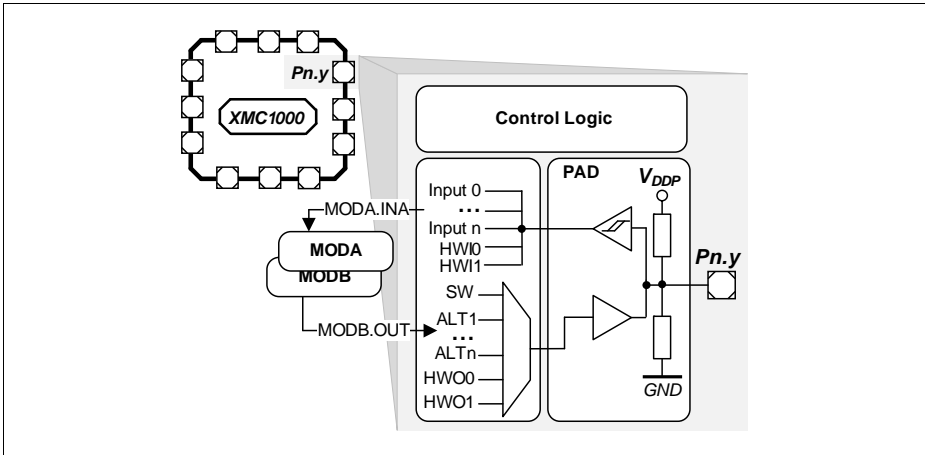 Pn.y
XMC1000
Control Logic
PAD
VDDP
Input 0
...
Input n
HWI0
HWI1
MODA.INA
MODA
MODB
MODB.OUT
SW
ALT1
...
ALTn
HWO0
HWO1
Pn.y
GND